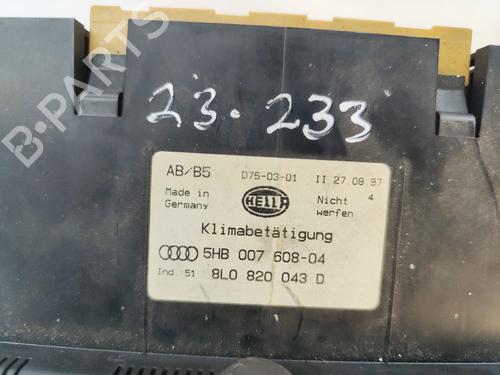 B-PARTS
23.233
AB/B5 D75-03-01 II 27.08.97
Made in Germany HELLA Nicht werfen 4
Klimabetätigung
5HB 007 608-04
Ind. 51 8L0 820 043 D